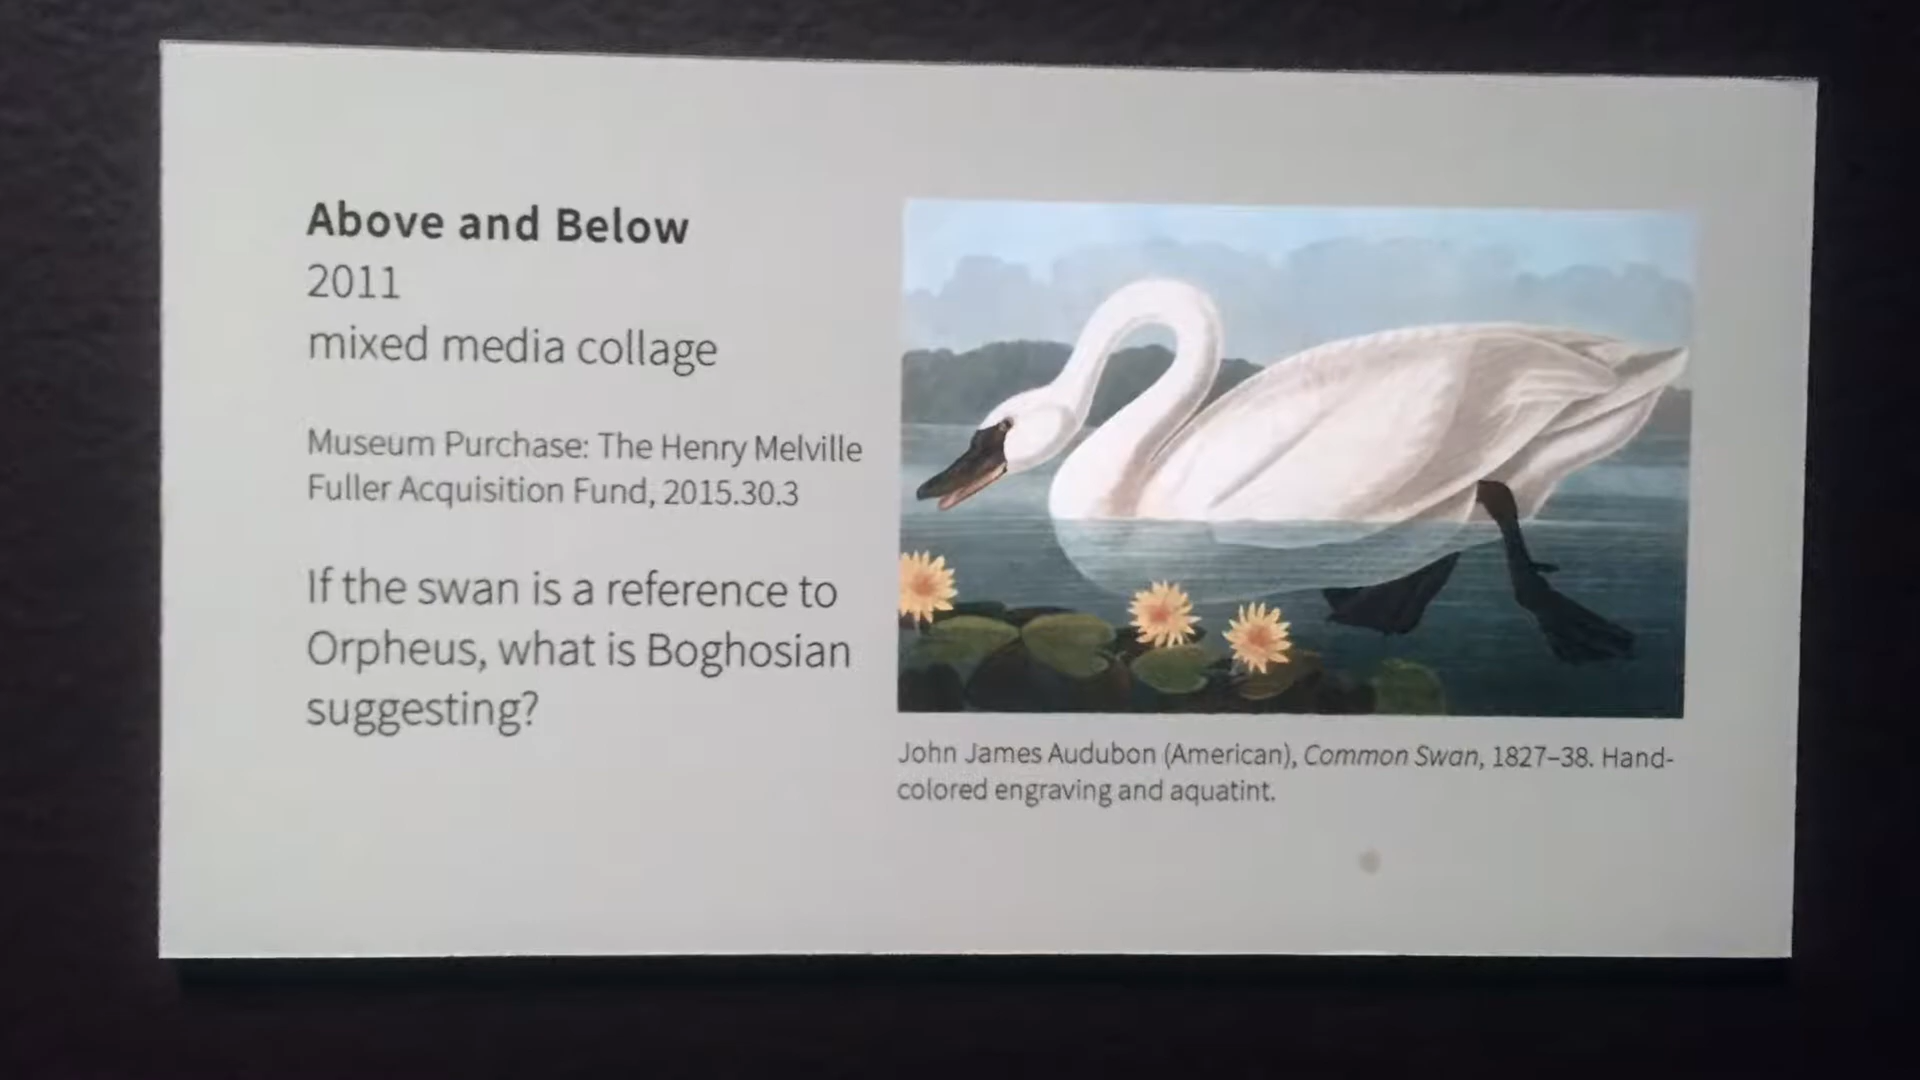 Above and Below
2011
mixed media collage
Museum Purchase: The Henry Melville
Fuller Acquisition Fund, 2015.30.3
If the swan is a reference to
Orpheus, what is Boghosian
suggesting?
John James Audubon (American), Common Swan, 1827–38. Hand-
colored engraving and aquatint.